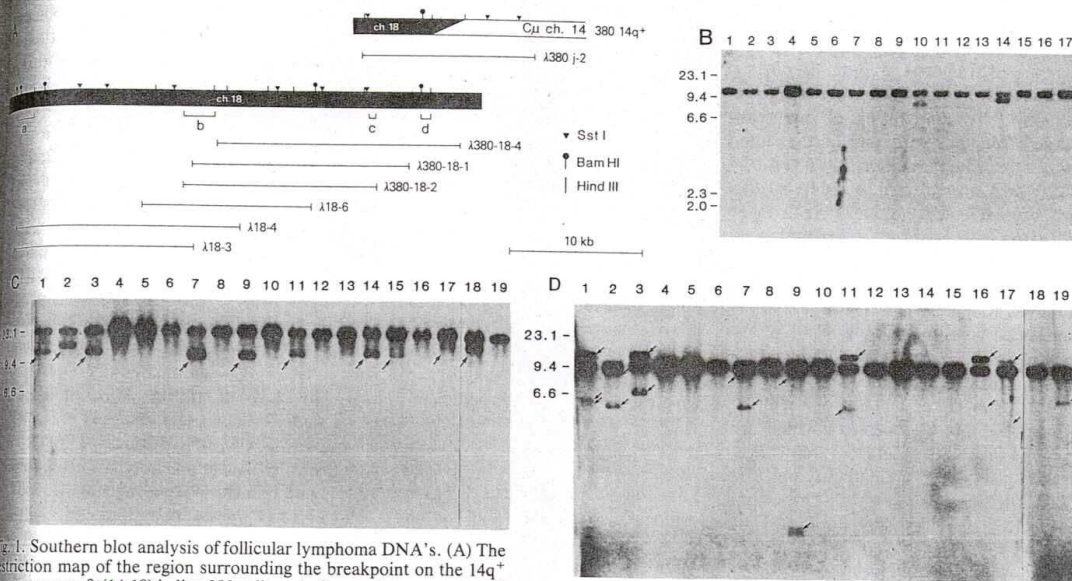 A
ch 18
Cμ ch. 14
380 14q+
λ380 j-2
ch 18
a
b
c
d
λ380-18-4
λ380-18-1
λ380-18-2
λ18-6
λ18-4
λ18-3
Sst I
Bam HI
Hind III
10 kb
B
1 2 3 4 5 6 7 8 9 10 11 12 13 14 15 16 17
23.1 -
9.4 -
6.6 -
2.3 -
2.0 -
C 1 2 3 4 5 6 7 8 9 10 11 12 13 14 15 16 17 18 19
3.1 -
9.4 -
6.6 -
D 1 2 3 4 5 6 7 8 9 10 11 12 13 14 15 16 17 18 19
23.1 -
9.4 -
6.6 -
g. 1. Southern blot analysis of follicular lymphoma DNA's. (A) The
striction map of the region surrounding the breakpoint on the 14q+